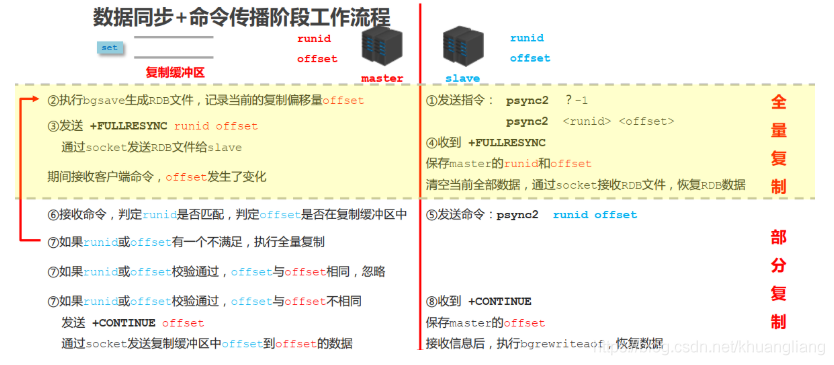 数据同步+命令传播阶段工作流程
set
复制缓冲区
runid
offset
master
slave
runid
offset
②执行bgsave生成RDB文件，记录当前的复制偏移量offset
③发送 +FULLRESYNC runid offset
通过socket发送RDB文件给slave
期间接收客户端命令，offset发生了变化
①发送指令： psync2 ？-1
psync2 <runid> <offset>
④收到 +FULLRESYNC
保存master的runid和offset
清空当前全部数据，通过socket接收RDB文件，恢复RDB数据
全量复制
⑥接收命令，判定runid是否匹配，判定offset是否在复制缓冲区中
⑦如果runid或offset有一个不满足，执行全量复制
⑦如果runid或offset校验通过，offset与offset相同，忽略
⑦如果runid或offset校验通过，offset与offset不相同
发送 +CONTINUE offset
通过socket发送复制缓冲区中offset到offset的数据
⑤发送命令：psync2 runid offset
⑧收到 +CONTINUE
保存master的offset
接收信息后，执行bgrewriteaof，恢复数据
部分复制
https://blog.csdn.net/khuangliang